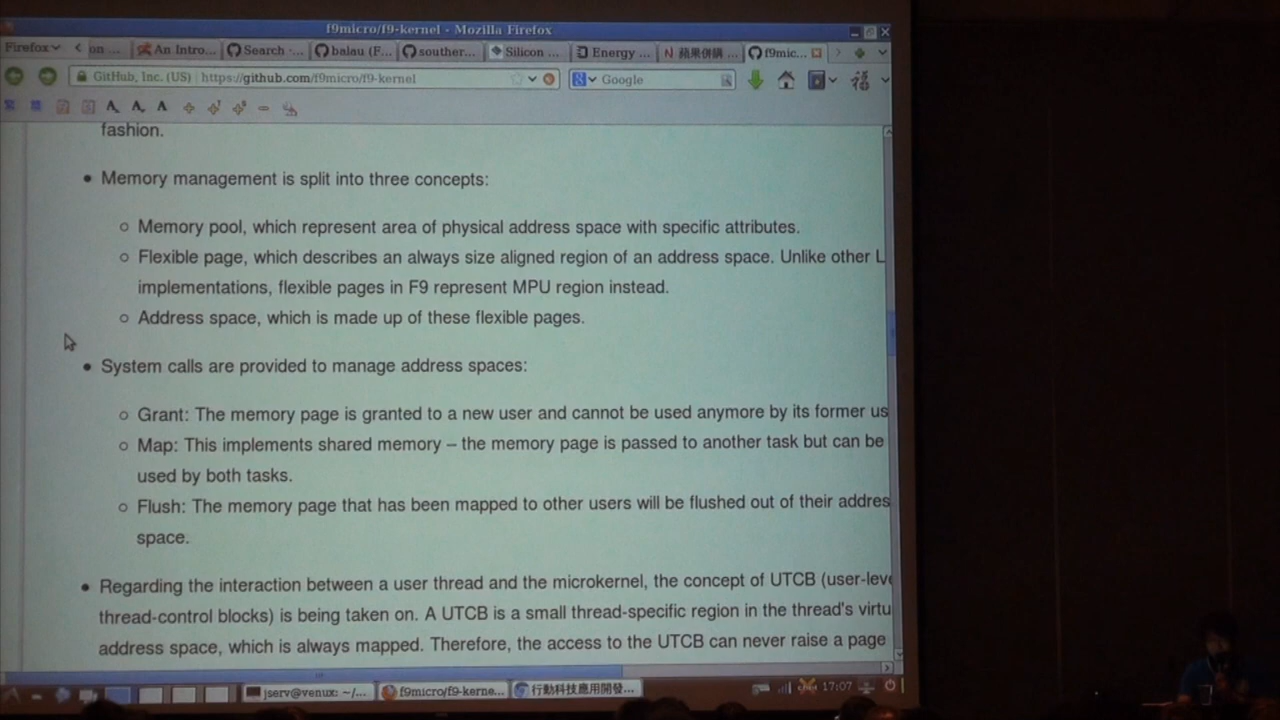 f9micro/f9-kernel - Mozilla Firefox
Firefox on ... An Intro... Search ·... balau (F... souther... Silicon ... Energy ... 蘋果併購 ... f9mic...
GitHub, Inc. (US) https://github.com/f9micro/f9-kernel Google
fashion.
• Memory management is split into three concepts:
Memory pool, which represent area of physical address space with specific attributes.
Flexible page, which describes an always size aligned region of an address space. Unlike other L
implementations, flexible pages in F9 represent MPU region instead.
Address space, which is made up of these flexible pages.
• System calls are provided to manage address spaces:
Grant: The memory page is granted to a new user and cannot be used anymore by its former us
Map: This implements shared memory – the memory page is passed to another task but can be
used by both tasks.
Flush: The memory page that has been mapped to other users will be flushed out of their addres
space.
• Regarding the interaction between a user thread and the microkernel, the concept of UTCB (user-leve
thread-control blocks) is being taken on. A UTCB is a small thread-specific region in the thread's virtu
address space, which is always mapped. Therefore, the access to the UTCB can never raise a page
jserv@venux: ~/... f9micro/f9-kerne... 行動科技應用開發... 17:07